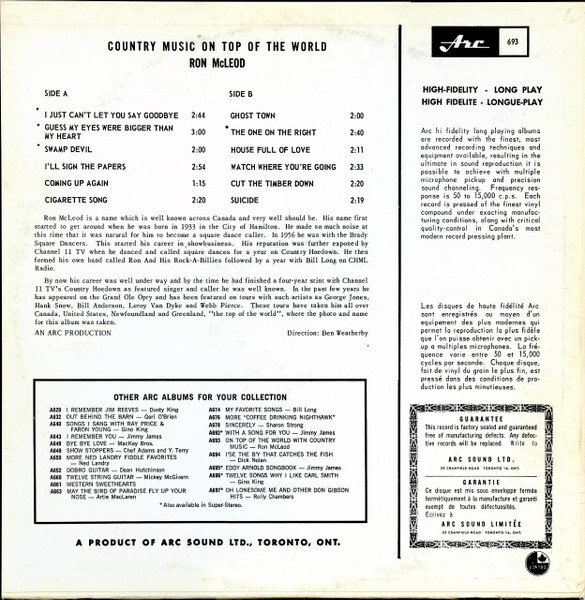 COUNTRY MUSIC ON TOP OF THE WORLD
RON McLEOD
SIDE A
* I JUST CAN'T LET YOU SAY GOODBYE 2:44
* GUESS MY EYES WERE BIGGER THAN
MY HEART 3:00
* SWAMP DEVIL 2:00
I'LL SIGN THE PAPERS 2:54
COMING UP AGAIN 1:15
CIGARETTE SONG 2:20
SIDE B
GHOST TOWN 2:00
* THE ONE ON THE RIGHT 2:40
HOUSE FULL OF LOVE 2:11
WATCH WHERE YOU'RE GOING 2:33
CUT THE TIMBER DOWN 2:20
SUICIDE 2:19
Ron McLeod is a name which is well known across Canada and very well should be. His name first
started to get around when he was born in 1933 in the City of Hamilton. He made so much noise at
this time that it was natural for him to become a square dance caller. In 1956 he was with the Brady
Square Dancers. This started his career in showbusiness. His reputation was further exposed by
Channel 11 TV when he danced and called square dances for a year on Country Hoedown. He then
formed his own band called Ron And His Rock-A-Billies followed by a year with Bill Long on CHML
Radio.
By now his career was well under way and by the time he had finished a four-year stint with Channel
11 TV's Country Hoedown as featured singer and caller he was well known. In the past few years he
has appeared on the Grand Ole Opry and has been featured on tours with such artists as George Jones,
Hank Snow, Bill Anderson, Leroy Van Dyke and Webb Pierce. These tours have taken him all over
Canada, United States, Newfoundland and Greenland, "the top of the world", where the photo and name
for this album was taken.
AN ARC PRODUCTION Direction: Ben Weatherby
OTHER ARC ALBUMS FOR YOUR COLLECTION
A629 I REMEMBER JIM REEVES — Dusty King
A632 OUT BEHIND THE BARN — Gerl O'Brien
A640 SONGS I SANG WITH RAY PRICE &
FARON YOUNG — Gino King
A643 I REMEMBER YOU — Jimmy James
A648 BYE BYE LOVE — MacKay Bros.
A649 SHOW STOPPERS — Chef Adams and Y. Terry
A650 MORE NED LANDRY FIDDLE FAVORITES
— Ned Landry
A652 DOBRO GUITAR — Dean Hutchinson
A660 TWELVE STRING GUITAR — Mickey McGivern
A661 WESTERN SWEETHEARTS
A663 MAY THE BIRD OF PARADISE FLY UP YOUR
NOSE — Artie MacLaren
A674 MY FAVORITE SONGS — Bill Long
A676 MORE "COFFEE DRINKING NIGHTHAWK"
A678 SINCERELY — Sharon Strong
A692* WITH A SONG FOR YOU — Jimmy James
A693 ON TOP OF THE WORLD WITH COUNTRY
MUSIC — Ron McLeod
A694 I'SE THE B'Y THAT CATCHES THE FISH
— Dick Nolan
A695* EDDY ARNOLD SONGBOOK — Jimmy James
A696* TWELVE SONGS WHY I LIKE CARL SMITH
— Gino King
A697* OH LONESOME ME AND OTHER DON GIBSON
HITS — Rolly Chambers
* Also available in Super-Stereo.
A PRODUCT OF ARC SOUND LTD., TORONTO, ONT.
Arc 693
HIGH-FIDELITY - LONG PLAY
HIGH FIDELITE - LONGUE-PLAY
Arc hi fidelity long playing albums
are recorded with the finest, most
advanced recording techniques and
equipment available, resulting in the
ultimate in sound reproduction it is
possible to achieve with multiple
microphone pickup and precision
sound channeling. Frequency res-
ponse is 50 to 15,000 c.p.s. Each
record is pressed of the finest vinyl
compound under exacting manufac-
turing conditions, along with critical
quality-control in Canada's most
modern record pressing plant.
Les disques de haute fidélité Arc
sont enregistrés au moyen d'un
équipement des plus modernes qui
permet la reproduction la plus fidèle
que l'on puisse obtenir avec un pick-
up a multiples microphones. La fré-
quence varie entre 50 et 15,000
cycles par seconde. Chaque disque,
fait de vinyl du grain le plus fin, est
pressé dans des conditions de pro-
duction les plus minutieuses.
GUARANTEE
This record is factory sealed and guaranteed
free of manufacturing defects. Any defec-
tive records will be replaced. Write to
ARC SOUND LTD.
20 CRANFIELD ROAD TORONTO 16, ONT.
GARANTIE
Ce disque est mis sous enveloppe fermée
hermétiquement à la manufacture et garanti
exempt de toutes défectuosités.
Écrivez à
ARC SOUND LIMITÉE
20 CRANFIELD ROAD TORONTO 16, ONT.